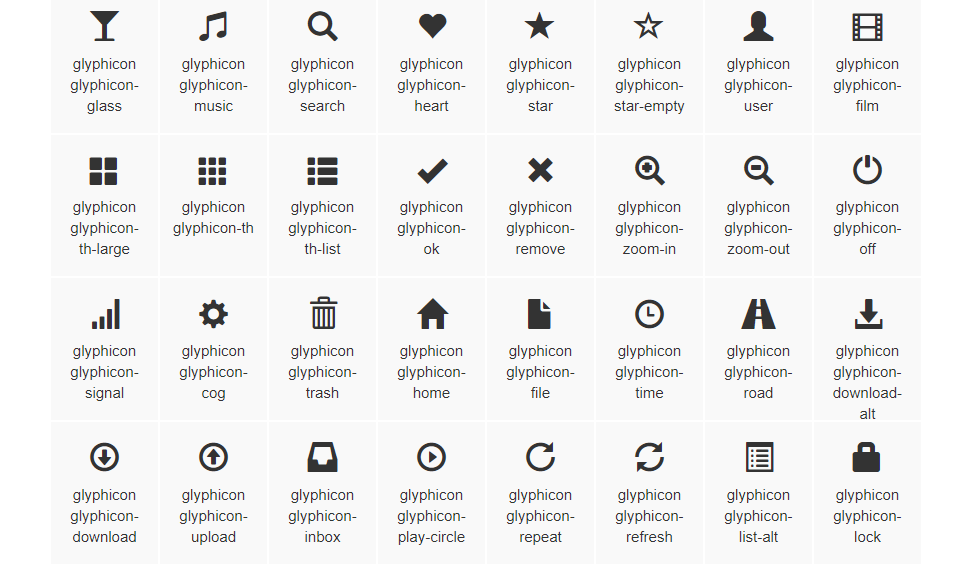 glyphicon
glyphicon-
glass
glyphicon
glyphicon-
music
glyphicon
glyphicon-
search
glyphicon
glyphicon-
heart
glyphicon
glyphicon-
star
glyphicon
glyphicon-
star-empty
glyphicon
glyphicon-
user
glyphicon
glyphicon-
film
glyphicon
glyphicon-
th-large
glyphicon
glyphicon-th
glyphicon
glyphicon-
th-list
glyphicon
glyphicon-
ok
glyphicon
glyphicon-
remove
glyphicon
glyphicon-
zoom-in
glyphicon
glyphicon-
zoom-out
glyphicon
glyphicon-
off
glyphicon
glyphicon-
signal
glyphicon
glyphicon-
cog
glyphicon
glyphicon-
trash
glyphicon
glyphicon-
home
glyphicon
glyphicon-
file
glyphicon
glyphicon-
time
glyphicon
glyphicon-
road
glyphicon
glyphicon-
download-
alt
glyphicon
glyphicon-
download
glyphicon
glyphicon-
upload
glyphicon
glyphicon-
inbox
glyphicon
glyphicon-
play-circle
glyphicon
glyphicon-
repeat
glyphicon
glyphicon-
refresh
glyphicon
glyphicon-
list-alt
glyphicon
glyphicon-
lock